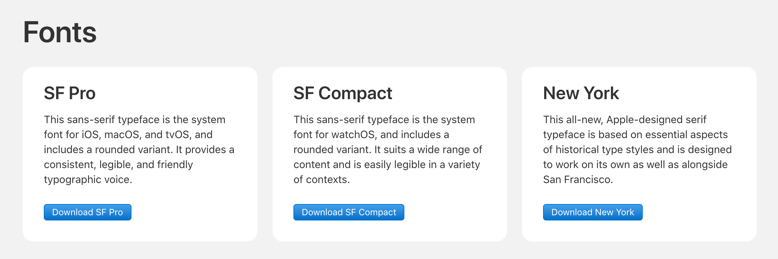 Fonts
SF Pro
This sans-serif typeface is the system
font for iOS, macOS, and tvOS, and
includes a rounded variant. It provides a
consistent, legible, and friendly
typographic voice.
Download SF Pro
SF Compact
This sans-serif typeface is the system
font for watchOS, and includes a
rounded variant. It suits a wide range of
content and is easily legible in a variety
of contexts.
Download SF Compact
New York
This all-new, Apple-designed serif
typeface is based on essential aspects
of historical type styles and is designed
to work on its own as well as alongside
San Francisco.
Download New York